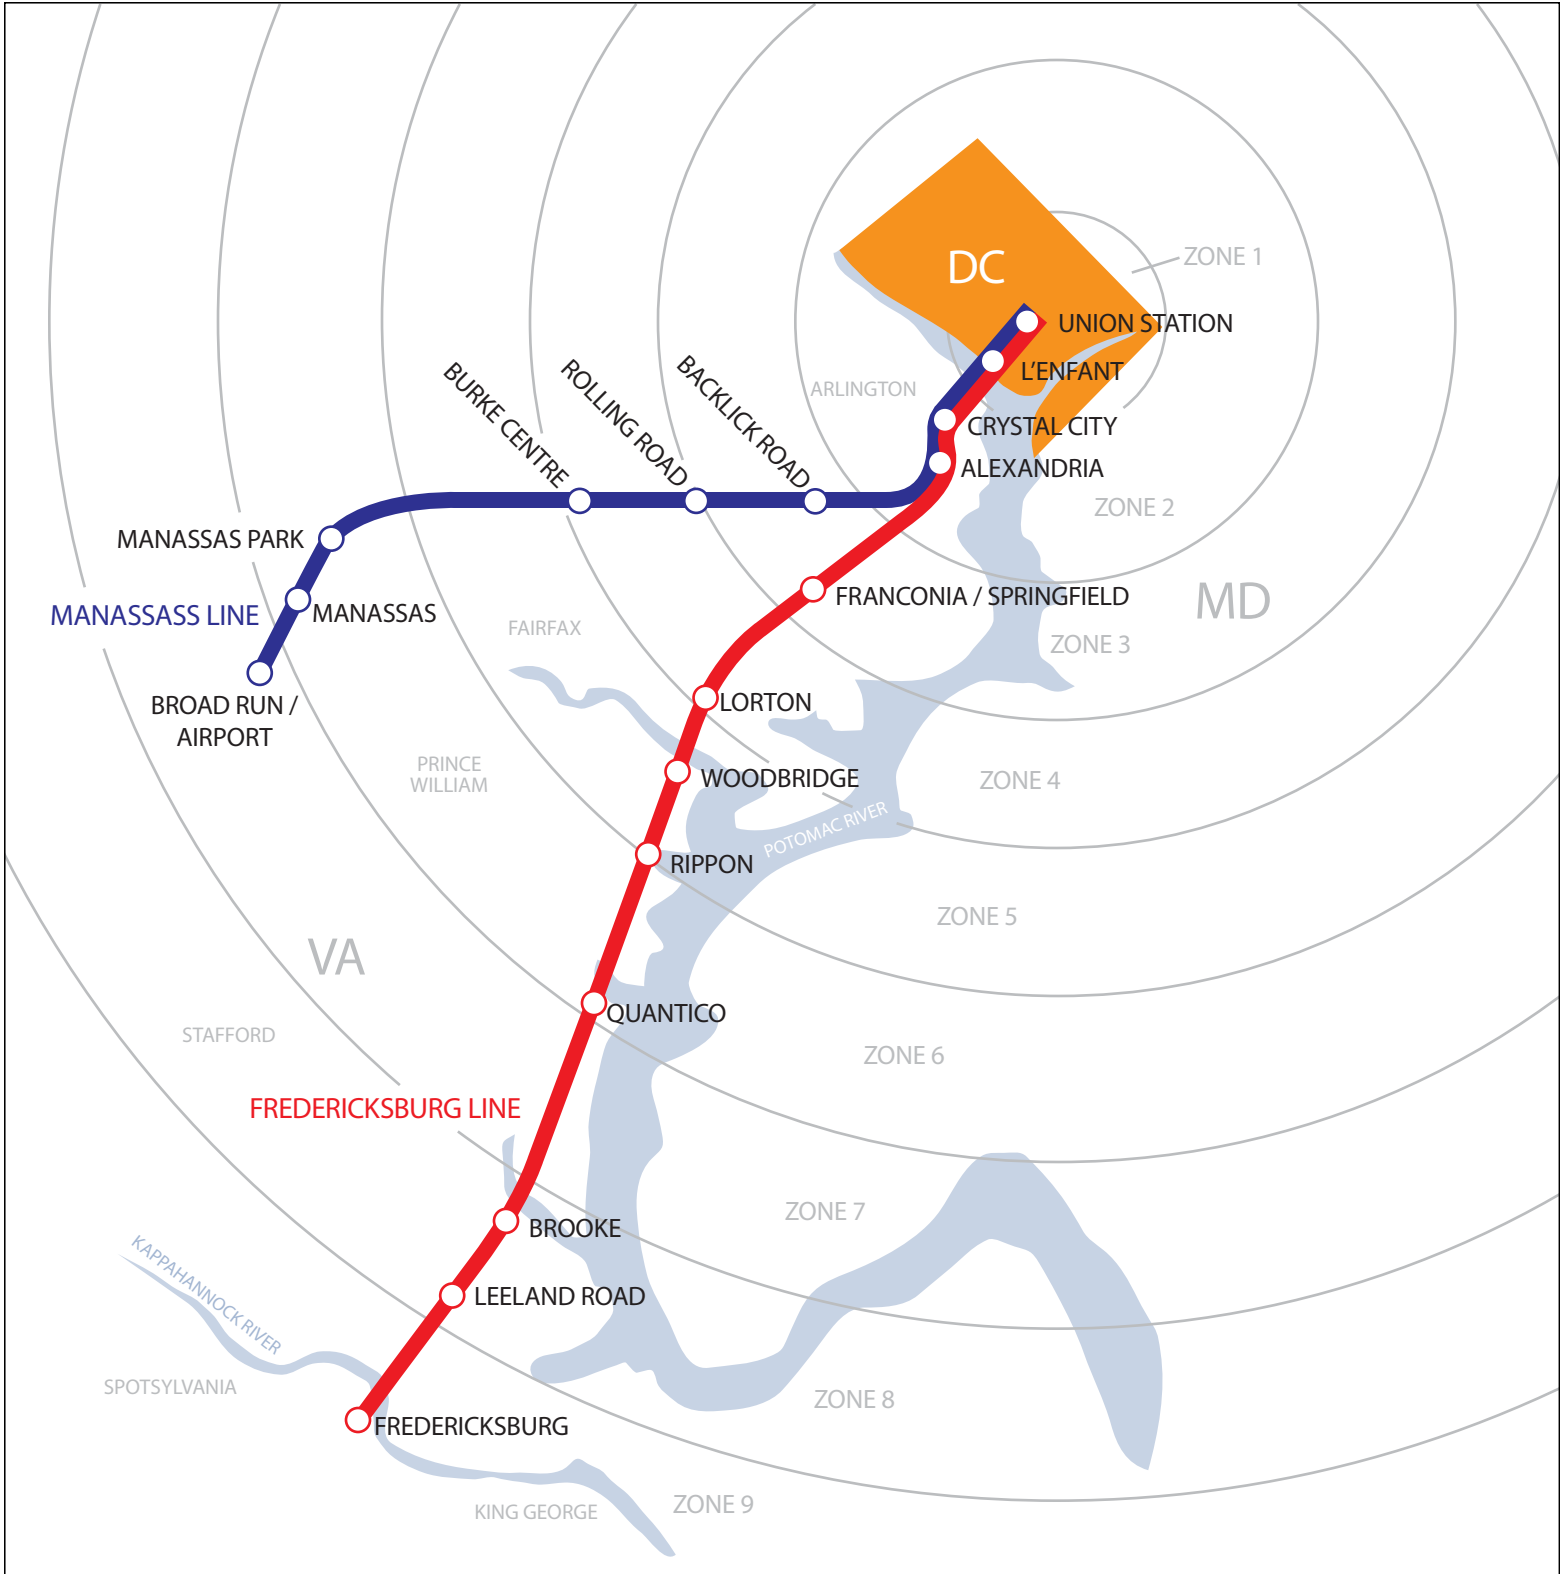 DC
ZONE 1
UNION STATION
L'ENFANT
ARLINGTON
CRYSTAL CITY
ALEXANDRIA
BURKE CENTRE
ROLLING ROAD
BACKLICK ROAD
ZONE 2
MANASSAS PARK
MANASSASS LINE
MANASSAS
FRANCONIA / SPRINGFIELD
MD
FAIRFAX
ZONE 3
BROAD RUN /
AIRPORT
LORTON
PRINCE
WILLIAM
WOODBRIDGE
ZONE 4
POTOMAC RIVER
RIPPON
ZONE 5
VA
QUANTICO
STAFFORD
ZONE 6
FREDERICKSBURG LINE
ZONE 7
BROOKE
KAPPAHANNOCK RIVER
LEELAND ROAD
SPOTSYLVANIA
ZONE 8
FREDERICKSBURG
KING GEORGE
ZONE 9